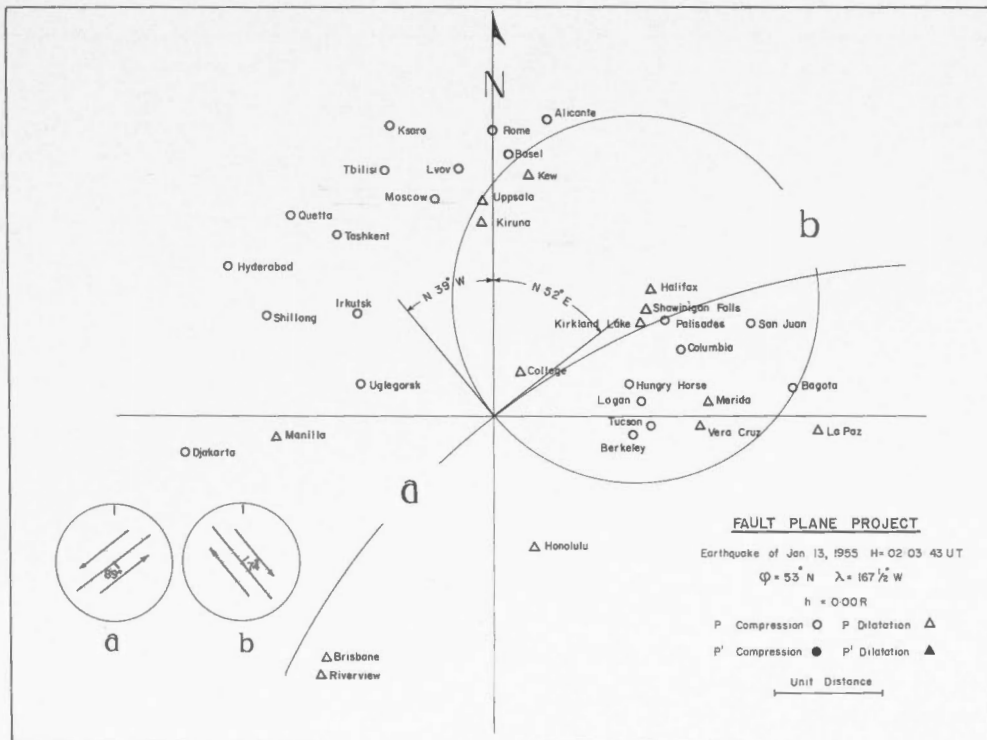 N
Alicante
Ksara
Rome
Basel
Tbilisi
Lvov
Kew
Moscow
Uppsala
Quetta
Kiruna
Tashkent
b
Hyderabad
N 39° W
N 52° E
Halifax
Irkutsk
Shawinigan Falls
Shillong
Kirkland Lake
Palisades
San Juan
Columbia
College
Uglegorsk
Hungry Horse
Bagota
Logan
Merida
Tucson
Vera Cruz
La Paz
Manilla
Berkeley
Djakarta
a
FAULT PLANE PROJECT
Earthquake of Jan. 13, 1955 H= 02 03 43 UT
φ = 53° N λ = 167 ½° W
h = 0.00R
P Compression P Dilatation
P' Compression P' Dilatation
Unit Distance
Honolulu
89°
74°
a
b
Brisbane
Riverview